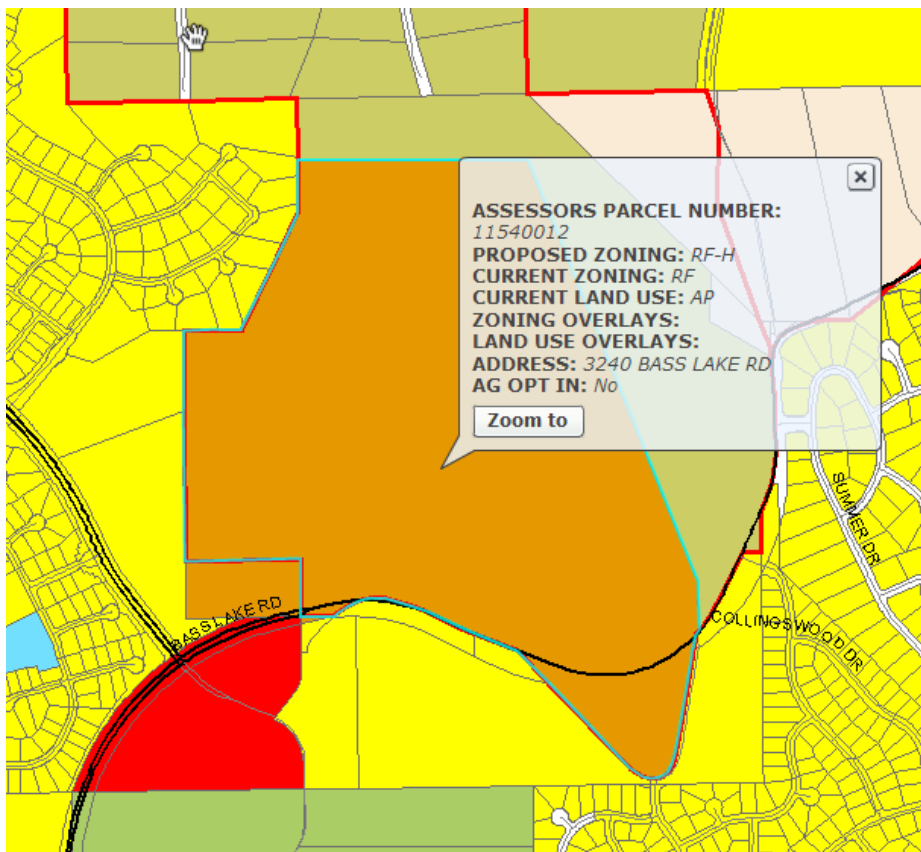 ASSESSORS PARCEL NUMBER:
11540012
PROPOSED ZONING: RF-H
CURRENT ZONING: RF
CURRENT LAND USE: AP
ZONING OVERLAYS:
LAND USE OVERLAYS:
ADDRESS: 3240 BASS LAKE RD
AG OPT IN: No
Zoom to
SUMMER DR
BASS LAKE RD
COLLINGSWOOD DR